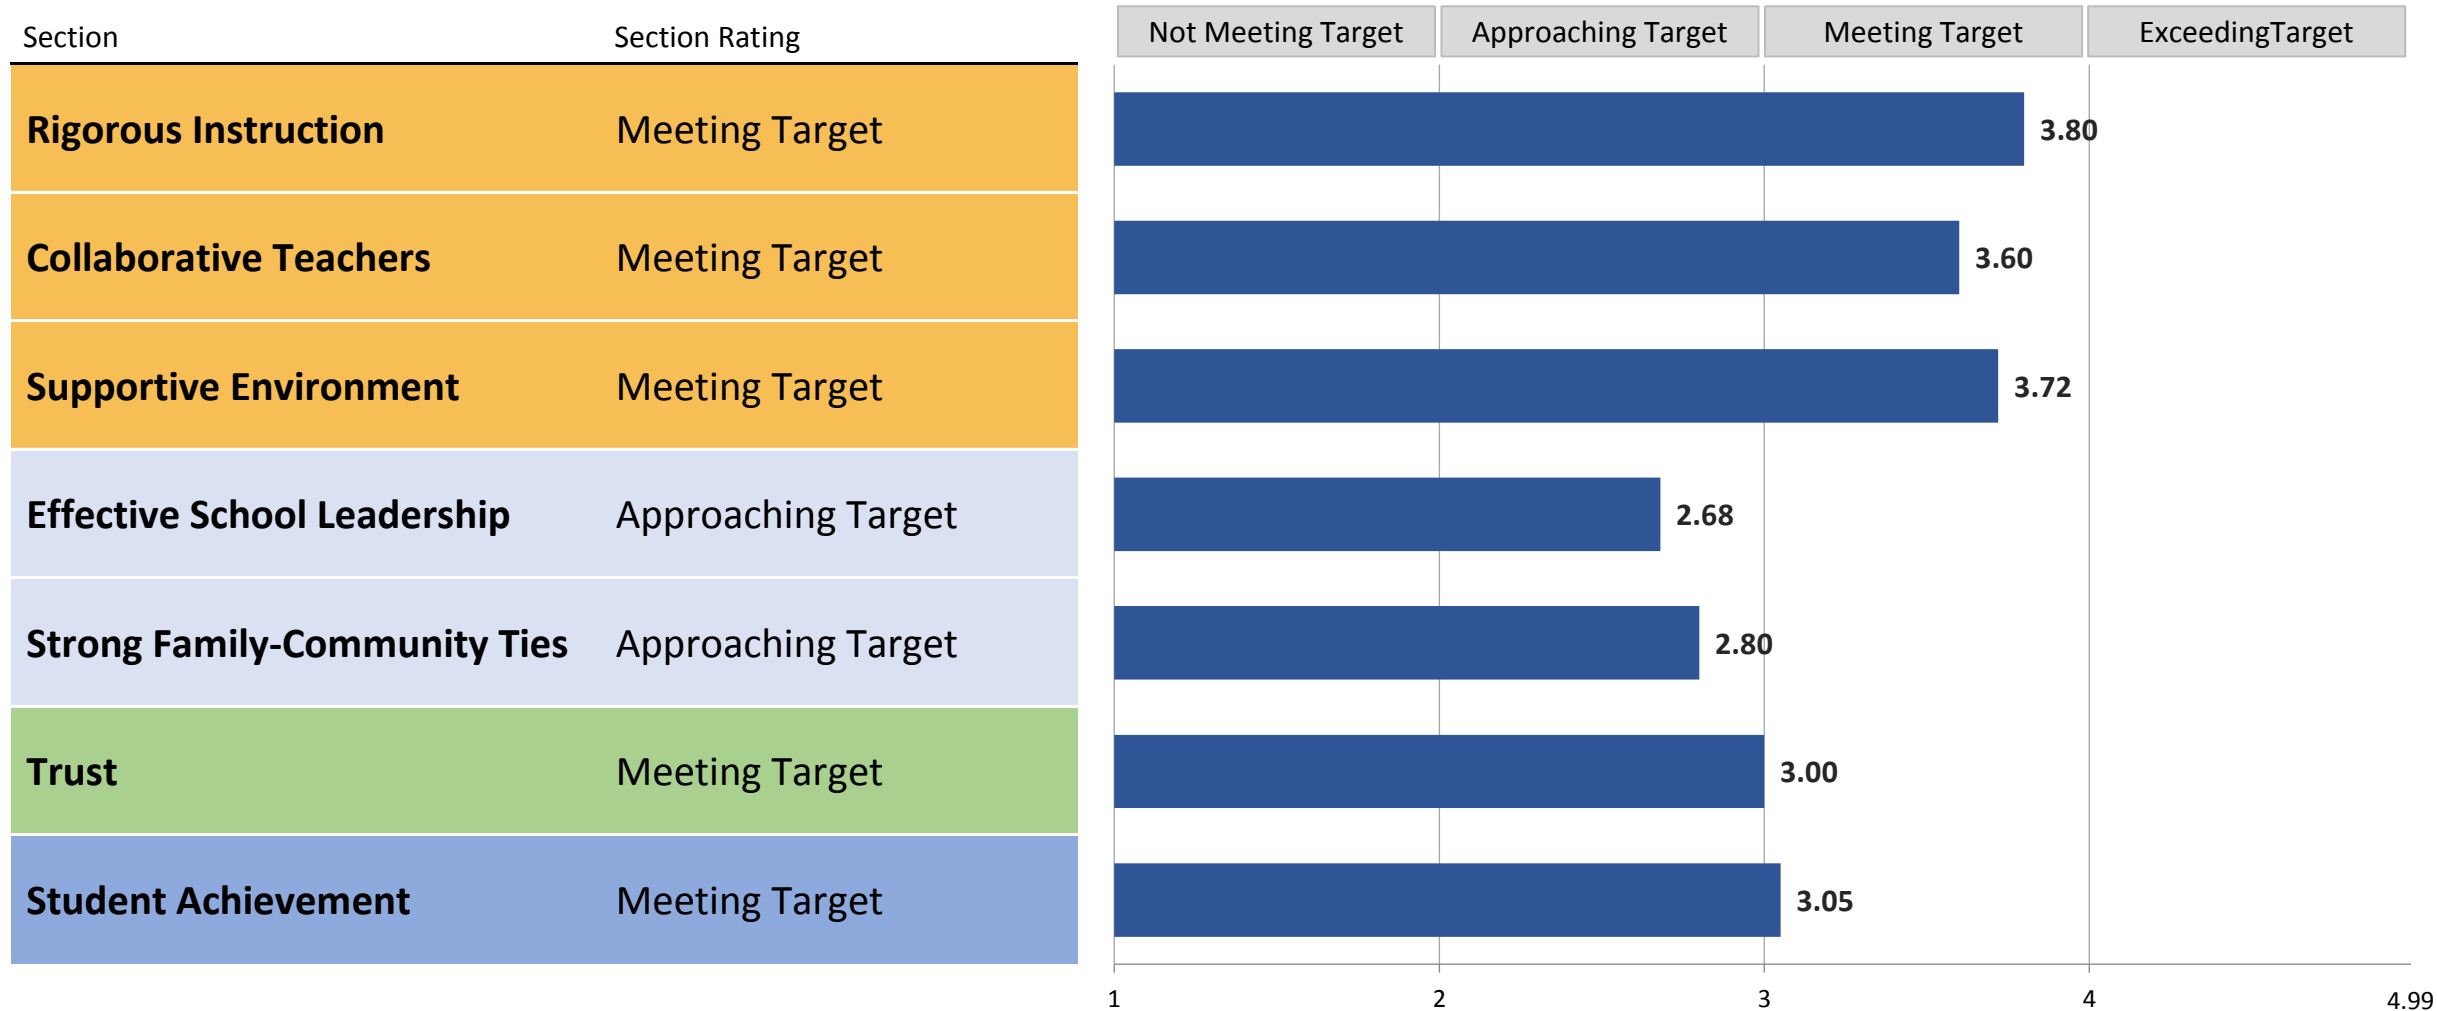 Section Section Rating Not Meeting Target Approaching Target Meeting Target ExceedingTarget
Rigorous Instruction Meeting Target 3.80
Collaborative Teachers Meeting Target 3.60
Supportive Environment Meeting Target 3.72
Effective School Leadership Approaching Target 2.68
Strong Family-Community Ties Approaching Target 2.80
Trust Meeting Target 3.00
Student Achievement Meeting Target 3.05
1 2 3 4 4.99